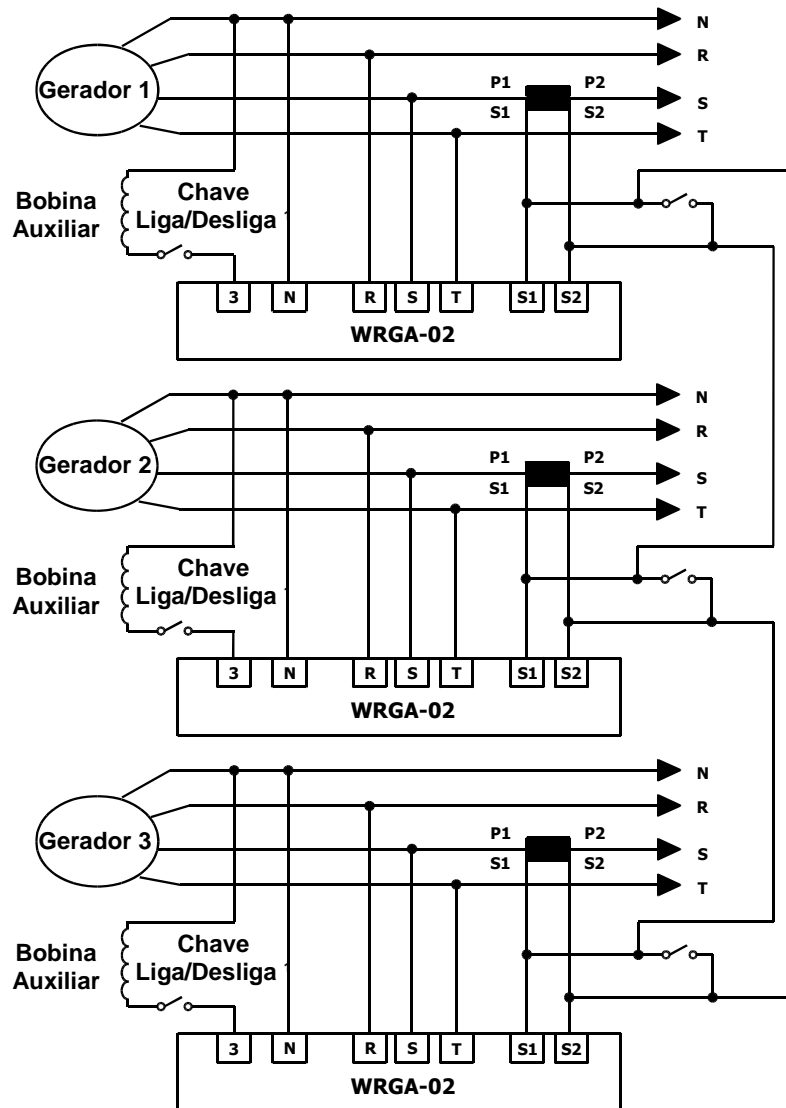 N
R
Gerador 1
P1 P2
S
S1 S2
T
Bobina
Auxiliar
Chave
Liga/Desliga
3 N R S T S1 S2
WRGA-02
N
R
Gerador 2
P1 P2
S
S1 S2
T
Bobina
Auxiliar
Chave
Liga/Desliga
3 N R S T S1 S2
WRGA-02
N
R
Gerador 3
P1 P2
S
S1 S2
T
Bobina
Auxiliar
Chave
Liga/Desliga
3 N R S T S1 S2
WRGA-02